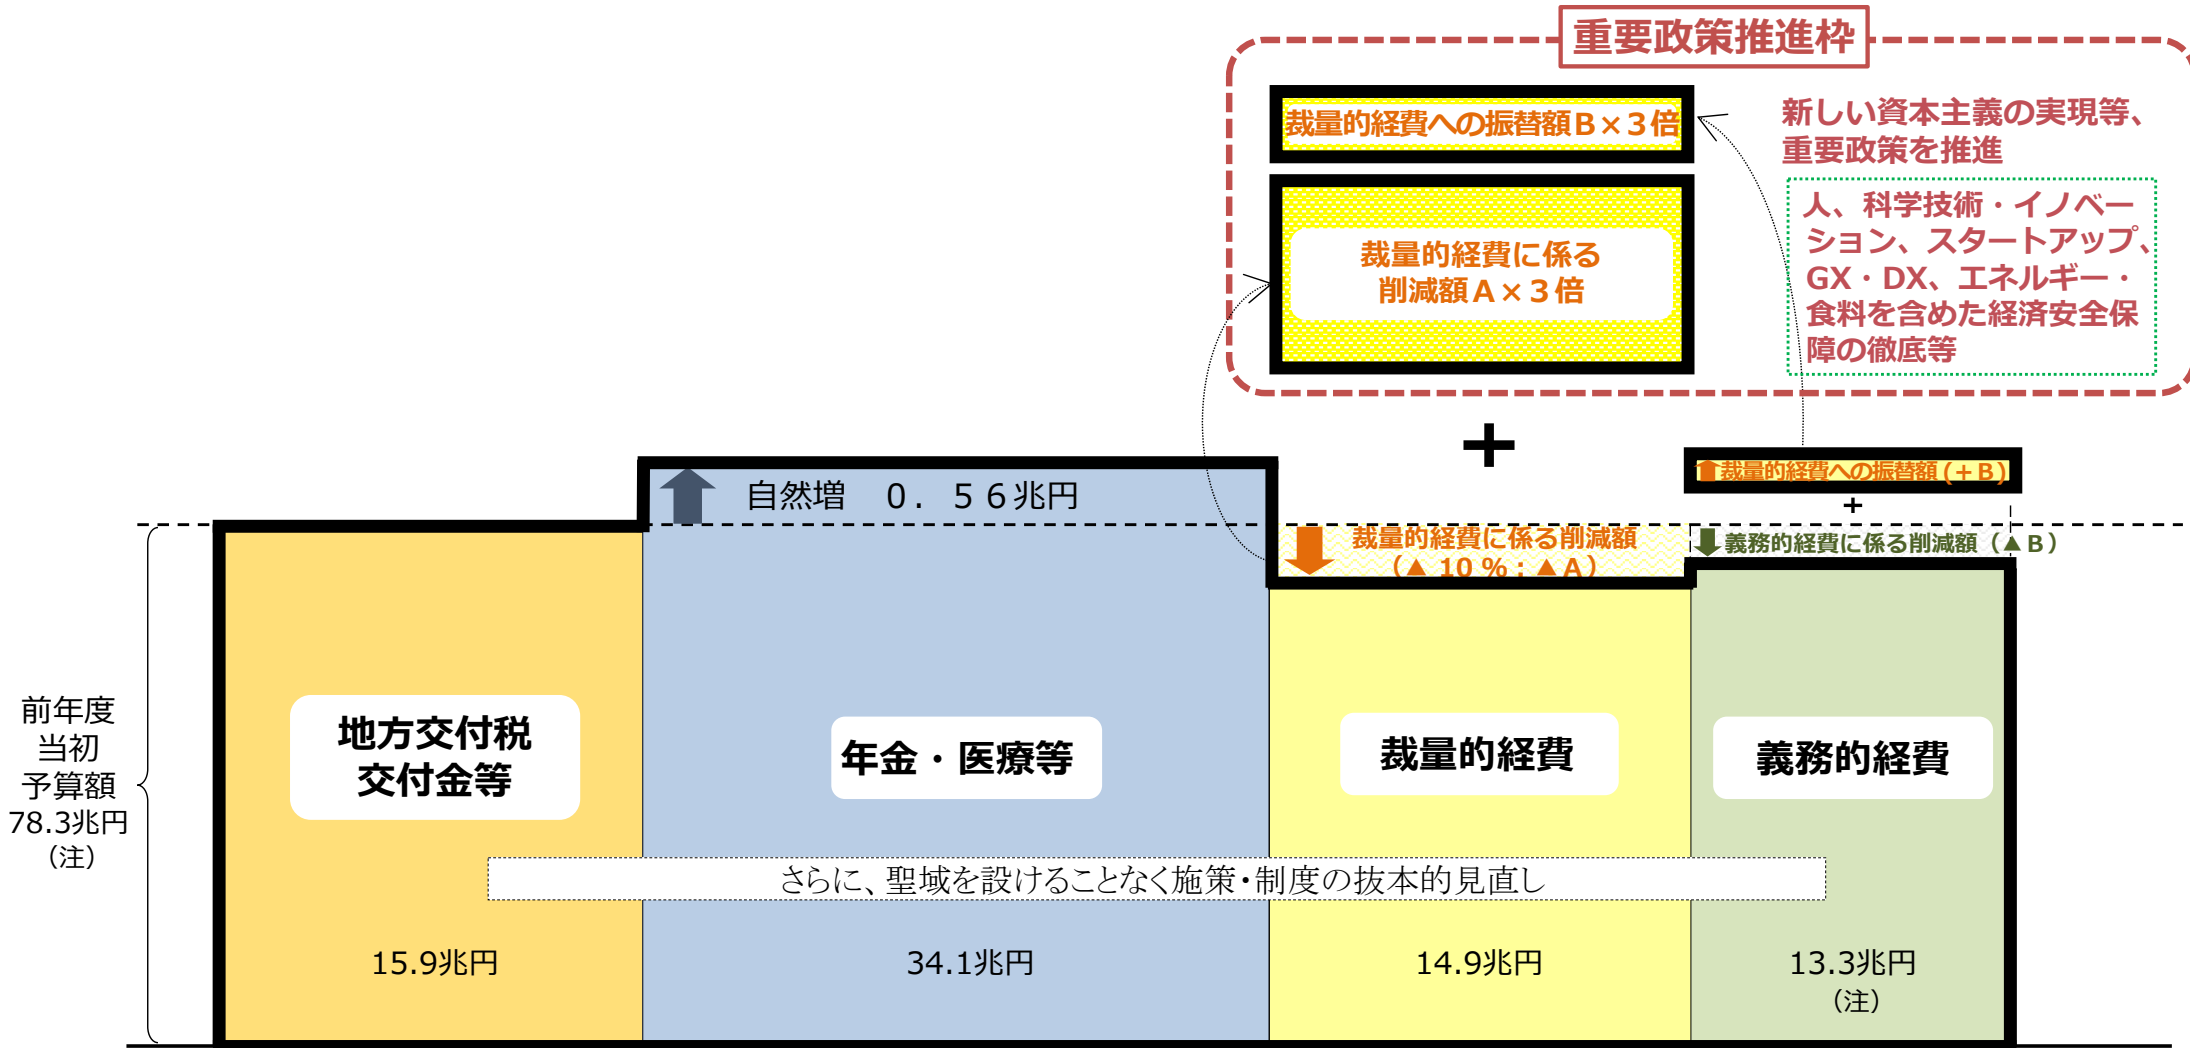 重要政策推進枠
裁量的経費への振替額B×3倍
新しい資本主義の実現等、
重要政策を推進
人、科学技術・イノベー
ション、スタートアップ、
GX・DX、エネルギー・
食料を含めた経済安全保
障の徹底等
裁量的経費に係る
削減額A×3倍
+
裁量的経費への振替額(+B)
+
自然増　0．56兆円
裁量的経費に係る削減額
（▲10%：▲A）
義務的経費に係る削減額（▲B）
前年度
当初
予算額
78.3兆円
（注）
地方交付税
交付金等
年金・医療等
裁量的経費
義務的経費
さらに、聖域を設けることなく施策・制度の抜本的見直し
15.9兆円
34.1兆円
14.9兆円
13.3兆円
（注）